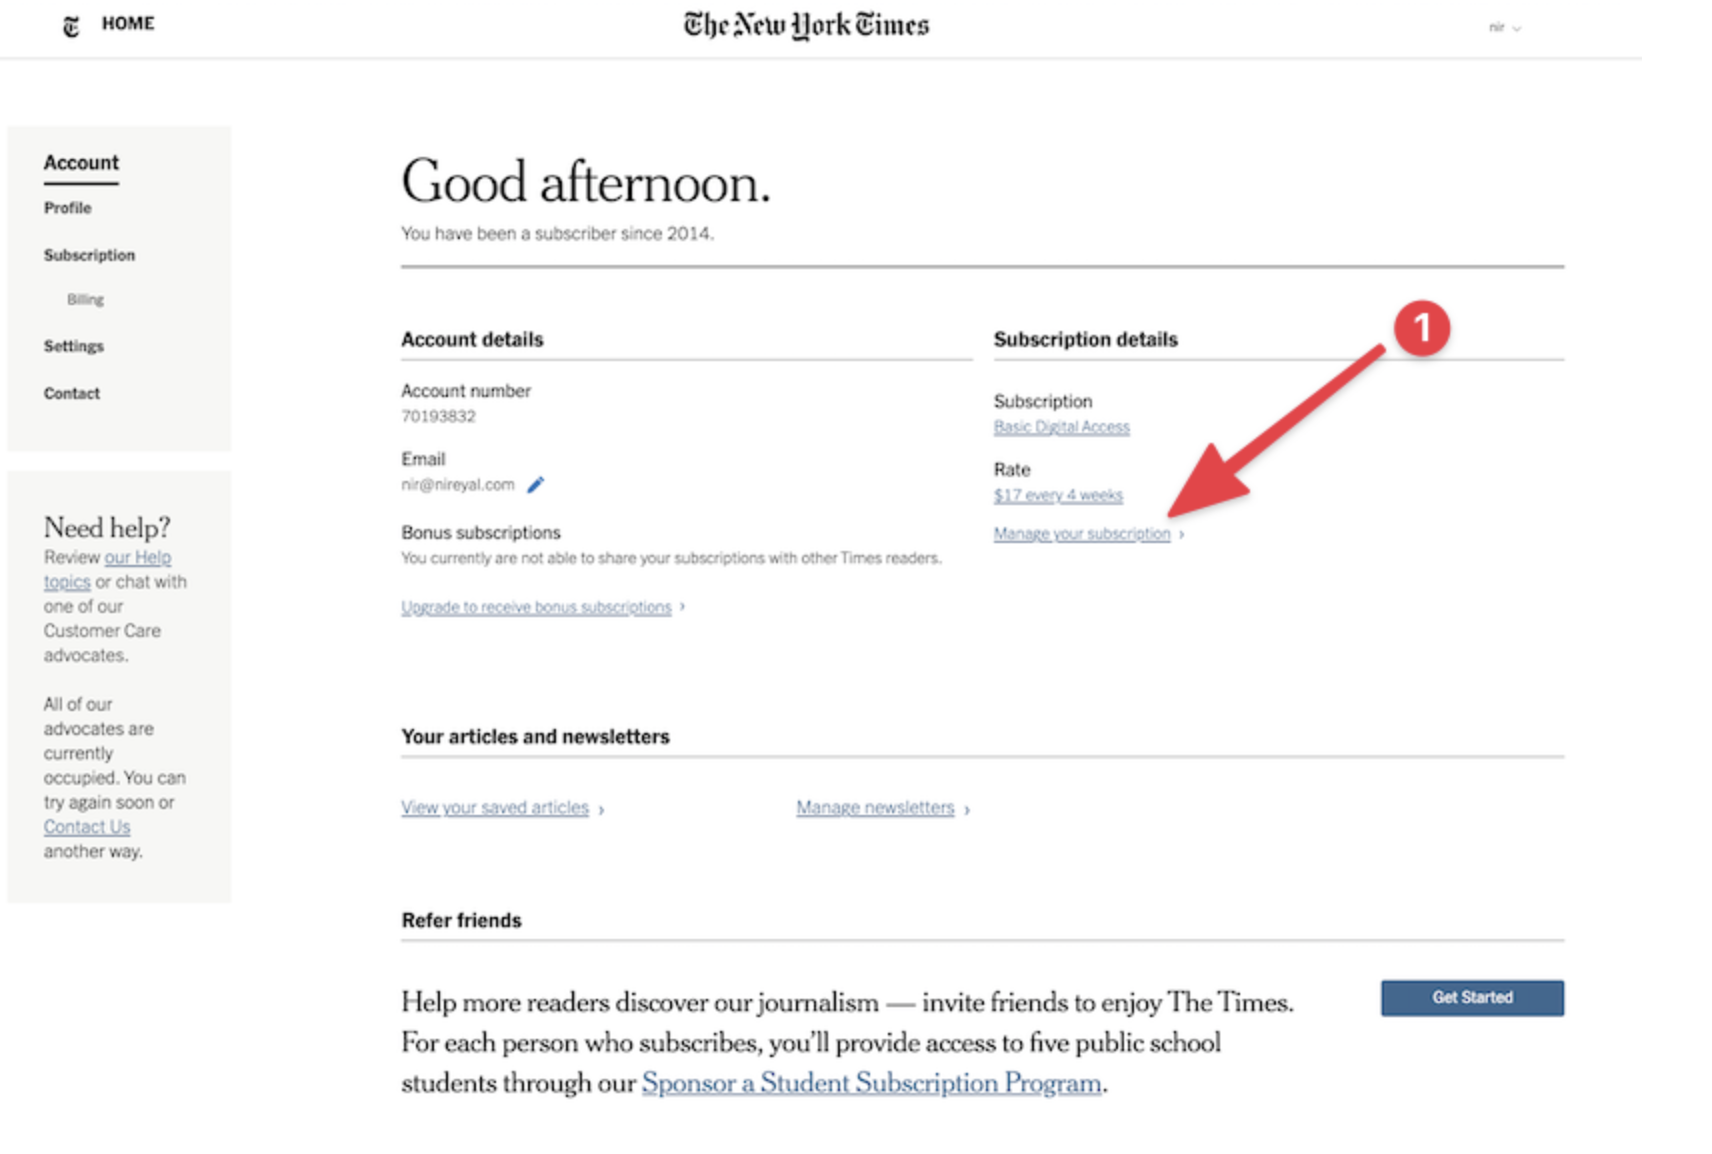 HOME
The New York Times
nir
Account
Profile
Subscription
Billing
Settings
Contact
Need help?
Review our Help
topics or chat with
one of our
Customer Care
advocates.
All of our
advocates are
currently
occupied. You can
try again soon or
Contact Us
another way.
Good afternoon.
You have been a subscriber since 2014.
Account details
Account number
70193832
Email
nir@nireyal.com
Bonus subscriptions
You currently are not able to share your subscriptions with other Times readers.
Upgrade to receive bonus subscriptions
Subscription details
1
Subscription
Basic Digital Access
Rate
$17 every 4 weeks
Manage your subscription
Your articles and newsletters
View your saved articles
Manage newsletters
Refer friends
Help more readers discover our journalism — invite friends to enjoy The Times.
For each person who subscribes, you'll provide access to five public school
students through our Sponsor a Student Subscription Program.
Get Started